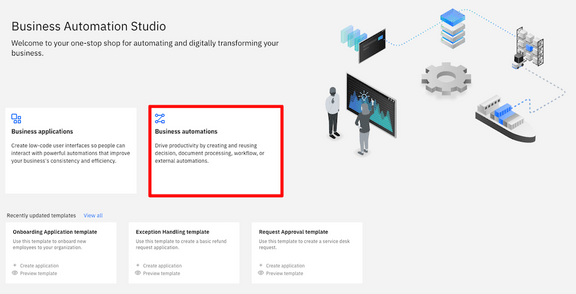 Business Automation Studio
Welcome to your one-stop shop for automating and digitally transforming your
business.
Business applications
Create low-code user interfaces so people can
interact with powerful automations that improve
your business's consistency and efficiency.
Business automations
Drive productivity by creating and reusing
decision, document processing, workflow, or
external automations.
Recently updated templates View all
Onboarding Application template
Use this template to onboard new
employees to your organization.
+ Create application
Preview template
Exception Handling template
Use this template to create a basic refund
request application.
+ Create application
Preview template
Request Approval template
Use this template to create a service desk
request.
+ Create application
Preview template